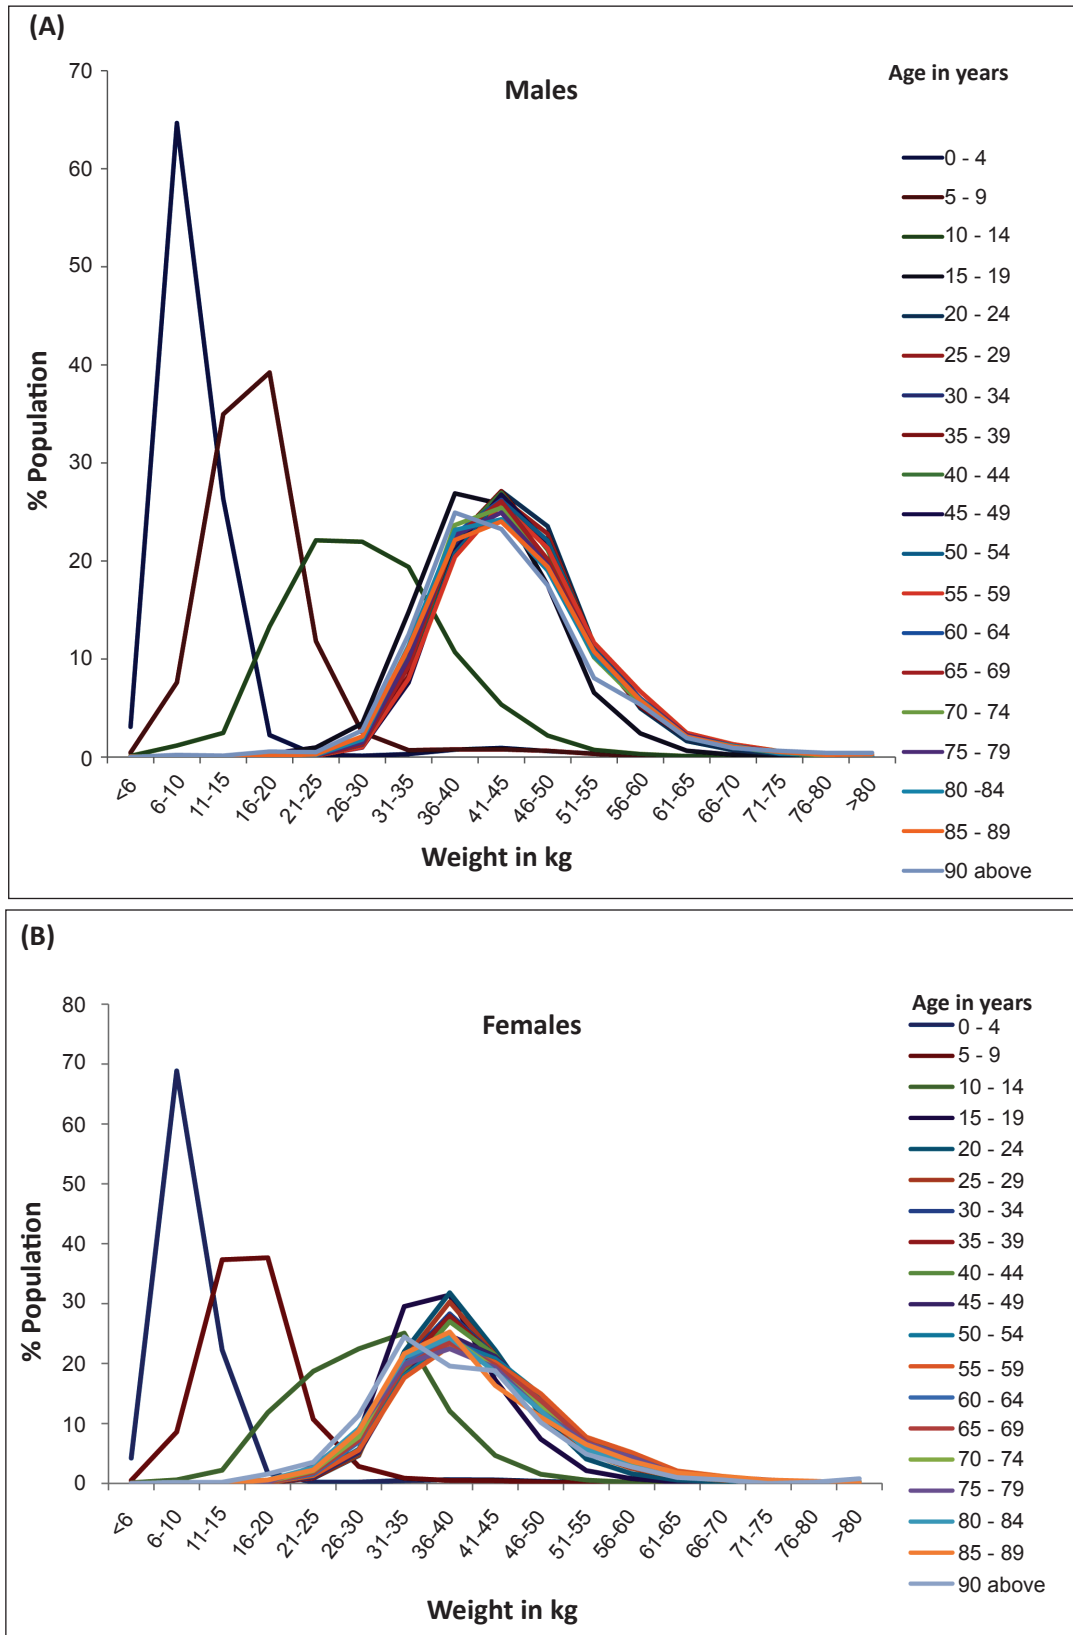 (A)
Males
Age in years
% Population
70
60
50
40
30
20
10
0
<6
6-10
11-15
16-20
21-25
26-30
31-35
36-40
41-45
46-50
51-55
56-60
61-65
66-70
71-75
76-80
>80
Weight in kg
0 - 4
5 - 9
10 - 14
15 - 19
20 - 24
25 - 29
30 - 34
35 - 39
40 - 44
45 - 49
50 - 54
55 - 59
60 - 64
65 - 69
70 - 74
75 - 79
80 -84
85 - 89
90 above
(B)
Females
Age in years
% Population
80
70
60
50
40
30
20
10
0
<6
6-10
11-15
16-20
21-25
26-30
31-35
36-40
41-45
46-50
51-55
56-60
61-65
66-70
71-75
76-80
>80
Weight in kg
0 - 4
5 - 9
10 - 14
15 - 19
20 - 24
25 - 29
30 - 34
35 - 39
40 - 44
45 - 49
50 - 54
55 - 59
60 - 64
65 - 69
70 - 74
75 - 79
80 - 84
85 - 89
90 above